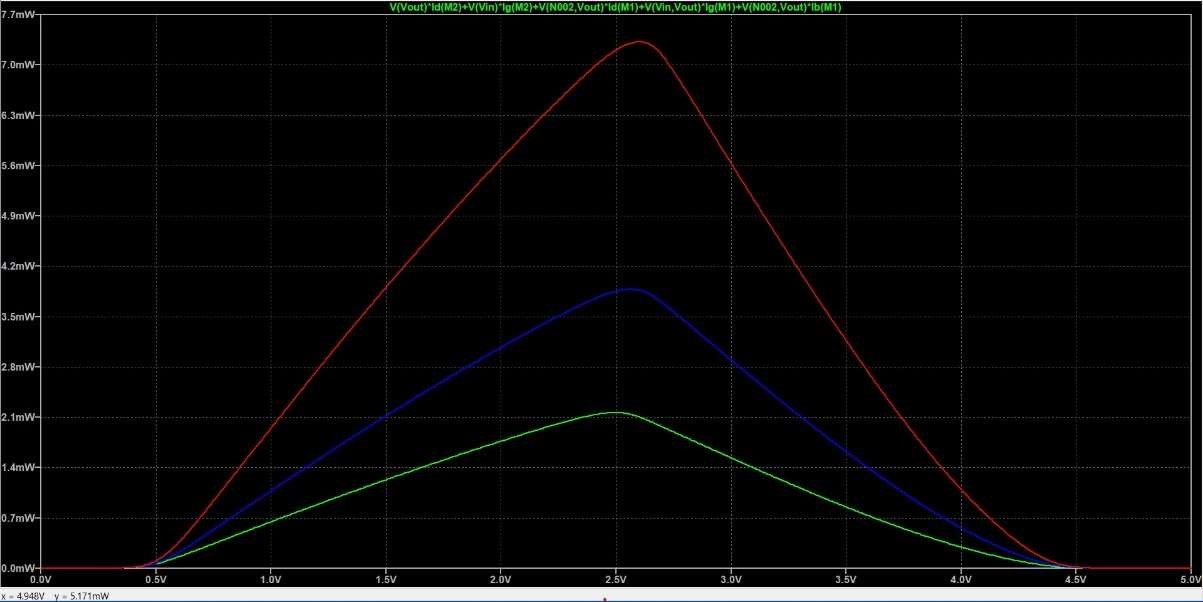 V(Vout)*Id(M2)+V(Vin)*Ig(M2)+V(N002,Vout)*Id(M1)+V(Vin,Vout)*Ig(M1)+V(N002,Vout)*Ib(M1)
7.7mW
7.0mW
6.3mW
5.6mW
4.9mW
4.2mW
3.5mW
2.8mW
2.1mW
1.4mW
0.7mW
0.0mW
0.0V 0.5V 1.0V 1.5V 2.0V 2.5V 3.0V 3.5V 4.0V 4.5V 5.0V
x = 4.948V y = 5.171mW